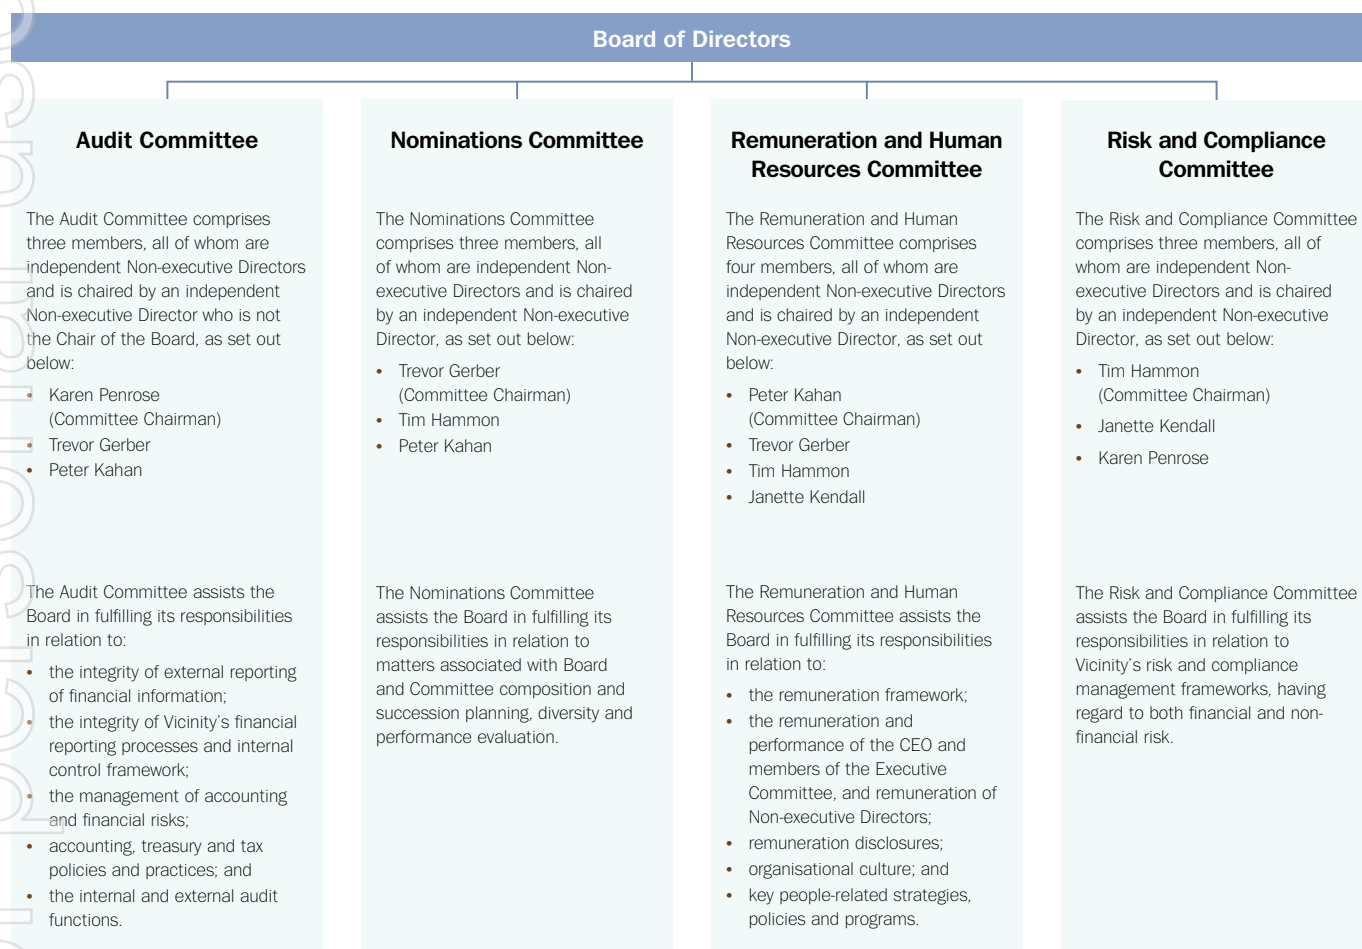 Board of Directors
Audit Committee
The Audit Committee comprises
three members, all of whom are
independent Non-executive Directors
and is chaired by an independent
Non-executive Director who is not
the Chair of the Board, as set out
below:
• Karen Penrose
(Committee Chairman)
• Trevor Gerber
• Peter Kahan
The Audit Committee assists the
Board in fulfilling its responsibilities
in relation to:
• the integrity of external reporting
of financial information;
• the integrity of Vicinity's financial
reporting processes and internal
control framework;
• the management of accounting
and financial risks;
• accounting, treasury and tax
policies and practices; and
• the internal and external audit
functions.
Nominations Committee
The Nominations Committee
comprises three members, all
of whom are independent Non-
executive Directors and is chaired
by an independent Non-executive
Director, as set out below:
• Trevor Gerber
(Committee Chairman)
• Tim Hammon
• Peter Kahan
The Nominations Committee
assists the Board in fulfilling its
responsibilities in relation to
matters associated with Board
and Committee composition and
succession planning, diversity and
performance evaluation.
Remuneration and Human
Resources Committee
The Remuneration and Human
Resources Committee comprises
four members, all of whom are
independent Non-executive Directors
and is chaired by an independent
Non-executive Director, as set out
below:
• Peter Kahan
(Committee Chairman)
• Trevor Gerber
• Tim Hammon
• Janette Kendall
The Remuneration and Human
Resources Committee assists the
Board in fulfilling its responsibilities
in relation to:
• the remuneration framework;
• the remuneration and
performance of the CEO and
members of the Executive
Committee, and remuneration of
Non-executive Directors;
• remuneration disclosures;
• organisational culture; and
• key people-related strategies,
policies and programs.
Risk and Compliance
Committee
The Risk and Compliance Committee
comprises three members, all of
whom are independent Non-
executive Directors and is chaired
by an independent Non-executive
Director, as set out below:
• Tim Hammon
(Committee Chairman)
• Janette Kendall
• Karen Penrose
The Risk and Compliance Committee
assists the Board in fulfilling its
responsibilities in relation to
Vicinity's risk and compliance
management frameworks, having
regard to both financial and non-
financial risk.